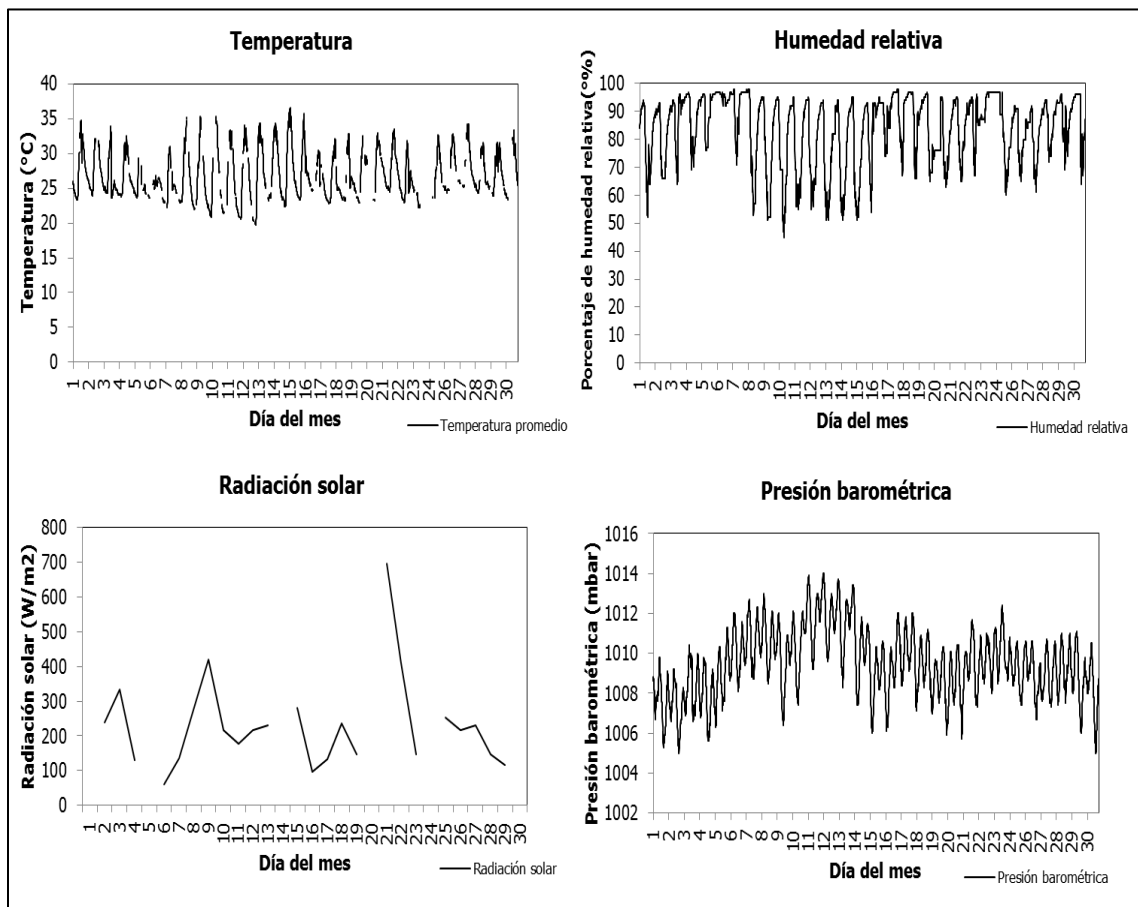 Temperatura
Temperatura (°C)
40
35
30
25
20
15
10
5
0
1 2 3 4 5 6 7 8 9 10 11 12 13 14 15 16 17 18 19 20 21 22 23 24 25 26 27 28 29 30
Día del mes
Temperatura promedio
Humedad relativa
Porcentaje de humedad relativa(°%)
100
90
80
70
60
50
40
30
20
10
0
1 2 3 4 5 6 7 8 9 10 11 12 13 14 15 16 17 18 19 20 21 22 23 24 25 26 27 28 29 30
Día del mes
Humedad relativa
Radiación solar
Radiación solar (W/m2)
800
700
600
500
400
300
200
100
0
1 2 3 4 5 6 7 8 9 10 11 12 13 14 15 16 17 18 19 20 21 22 23 24 25 26 27 28 29 30
Día del mes
Radiación solar
Presión barométrica
Presión barométrica (mbar)
1016
1014
1012
1010
1008
1006
1004
1002
1 2 3 4 5 6 7 8 9 10 11 12 13 14 15 16 17 18 19 20 21 22 23 24 25 26 27 28 29 30
Día del mes
Presión barométrica